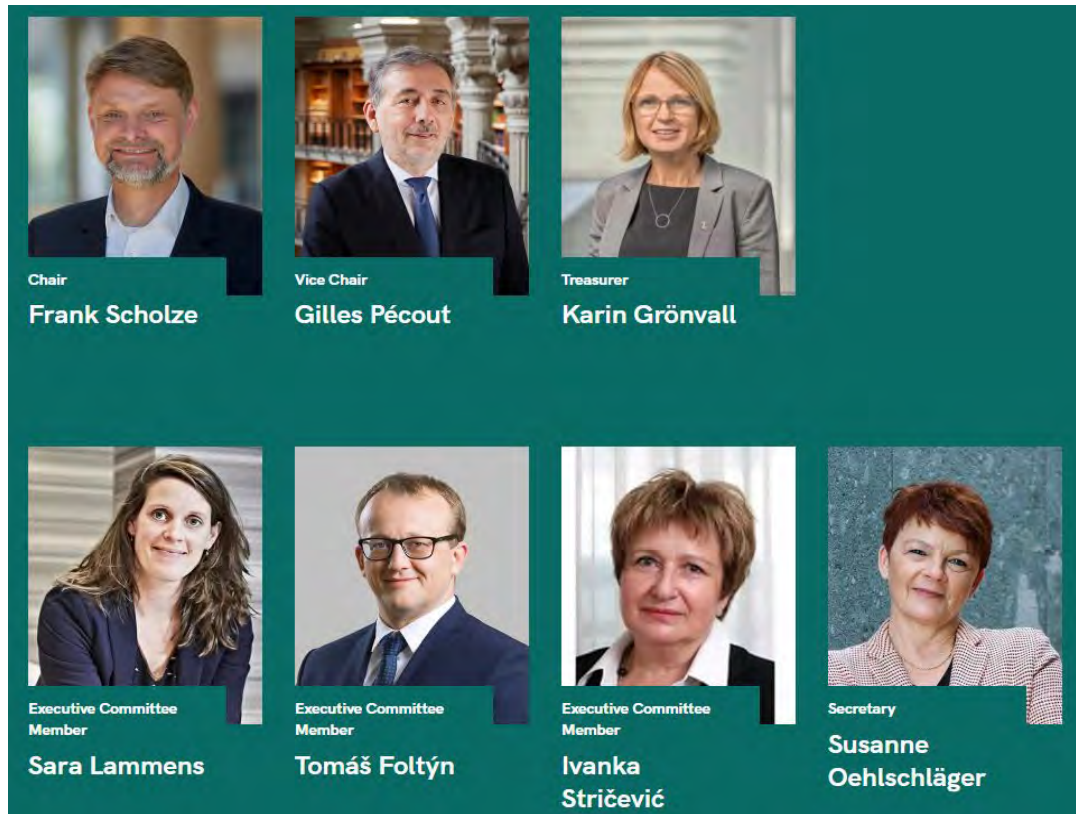 Chair
Frank Scholze
Vice Chair
Gilles Pécout
Treasurer
Karin Grönvall
Executive Committee
Member
Sara Lammens
Executive Committee
Member
Tomáš Foltýn
Executive Committee
Member
Ivanka
Stričević
Secretary
Susanne
Oehlschläger